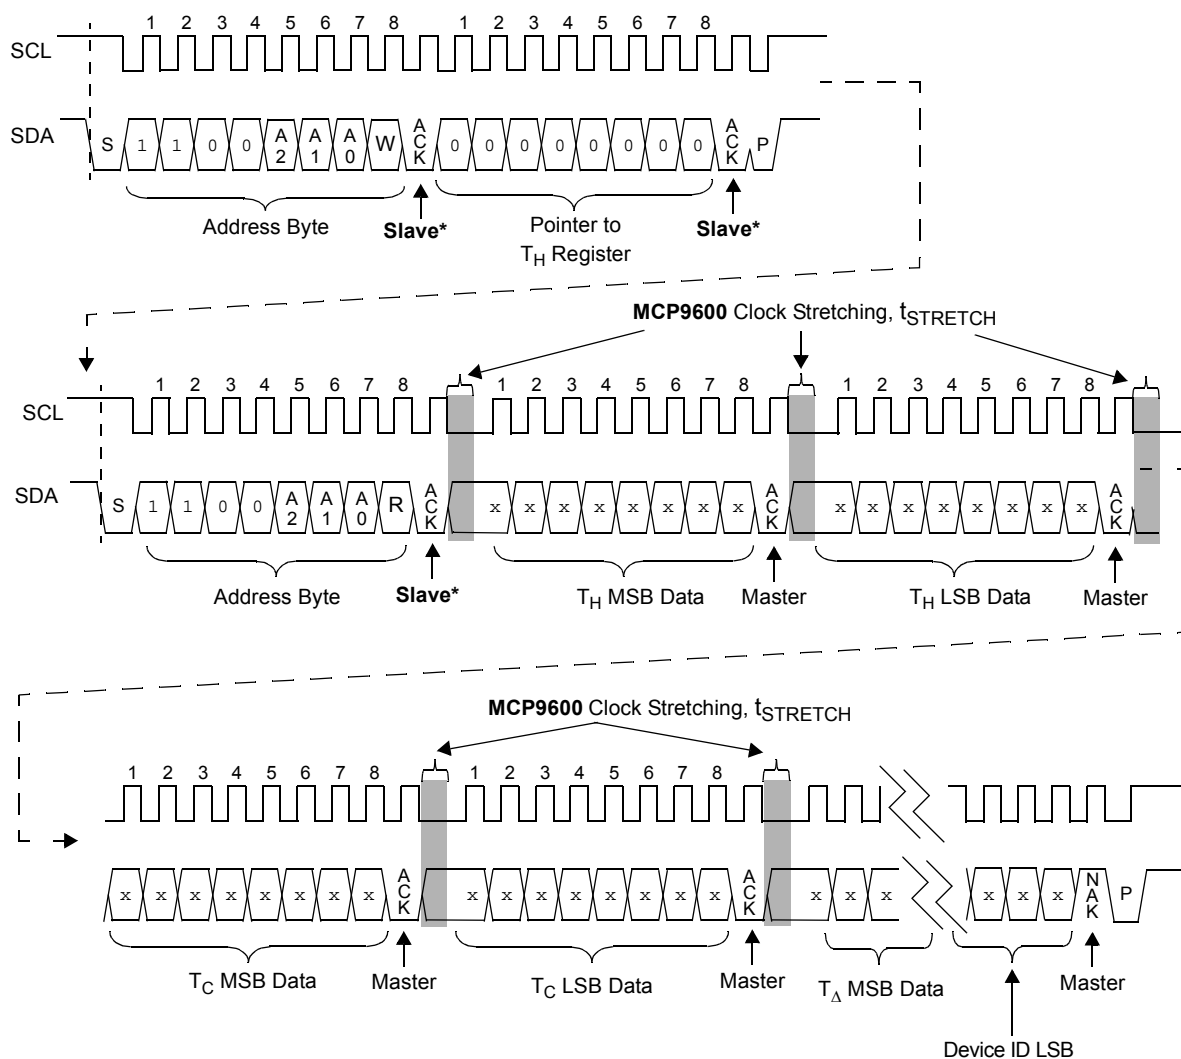 1 2 3 4 5 6 7 8 1 2 3 4 5 6 7 8
SCL
SDA S 1 1 0 0 A2 A1 A0 W ACK 0 0 0 0 0 0 0 0 ACK P
Address Byte
Slave*
Pointer to
TH Register
Slave*
MCP9600 Clock Stretching, tSTRETCH
1 2 3 4 5 6 7 8 1 2 3 4 5 6 7 8 1 2 3 4 5 6 7 8
SCL
SDA S 1 1 0 0 A2 A1 A0 R ACK x x x x x x x x ACK x x x x x x x x ACK
Address Byte
Slave*
TH MSB Data
Master
TH LSB Data
Master
MCP9600 Clock Stretching, tSTRETCH
1 2 3 4 5 6 7 8 1 2 3 4 5 6 7 8
x x x x x x x x ACK x x x x x x x x ACK x x x x x x NAK P
TC MSB Data
Master
TC LSB Data
Master
TΔ MSB Data
Master
Device ID LSB